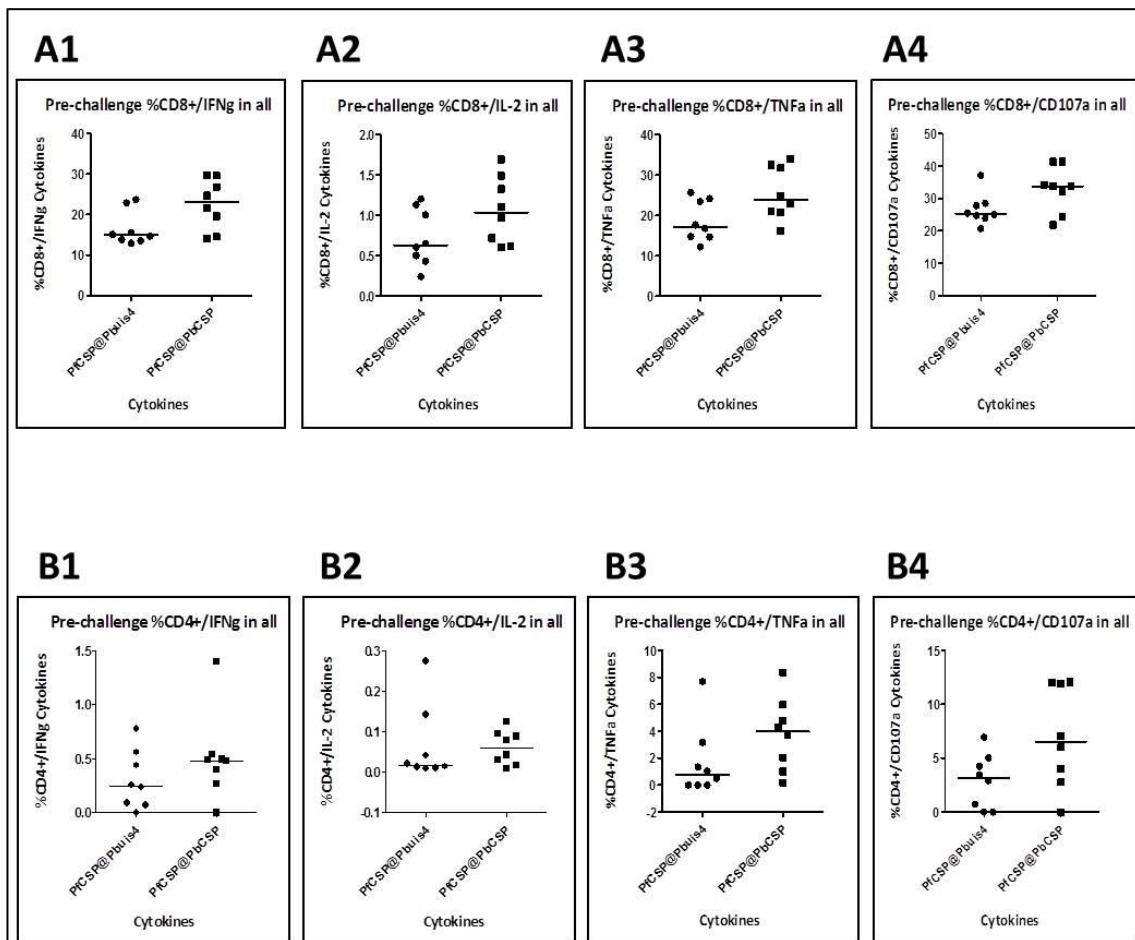 A1
A2
A3
A4
Pre-challenge %CD8+/IFNg in all
%CD8+/IFNg Cytokines
40
30
20
10
0
PfCSP@Pbuis4
PfCSP@PbCSP
Cytokines
Pre-challenge %CD8+/IL-2 in all
%CD8+/IL-2 Cytokines
2.0
1.5
1.0
0.5
0.0
PfCSP@Pbuis4
PfCSP@PbCSP
Cytokines
Pre-challenge %CD8+/TNFa in all
%CD8+/TNFa Cytokines
40
30
20
10
0
PfCSP@Pbuis4
PfCSP@PbCSP
Cytokines
Pre-challenge %CD8+/CD107a in all
%CD8+/CD107a Cytokines
50
40
30
20
10
0
PfCSP@Pbuis4
PfCSP@PbCSP
Cytokines
B1
B2
B3
B4
Pre-challenge %CD4+/IFNg in all
%CD4+/IFNg Cytokines
1.5
1.0
0.5
0.0
PfCSP@Pbuis4
PfCSP@PbCSP
Cytokines
Pre-challenge %CD4+/IL-2 in all
%CD4+/IL-2 Cytokines
0.3
0.2
0.1
0.0
-0.1
PfCSP@Pbuis4
PfCSP@PbCSP
Cytokines
Pre-challenge %CD4+/TNFa in all
%CD4+/TNFa Cytokines
10
8
6
4
2
0
-2
PfCSP@Pbuis4
PfCSP@PbCSP
Cytokines
Pre-challenge %CD4+/CD107a in all
%CD4+/CD107a Cytokines
15
10
5
0
PfCSP@Pbuis4
PfCSP@PbCSP
Cytokines